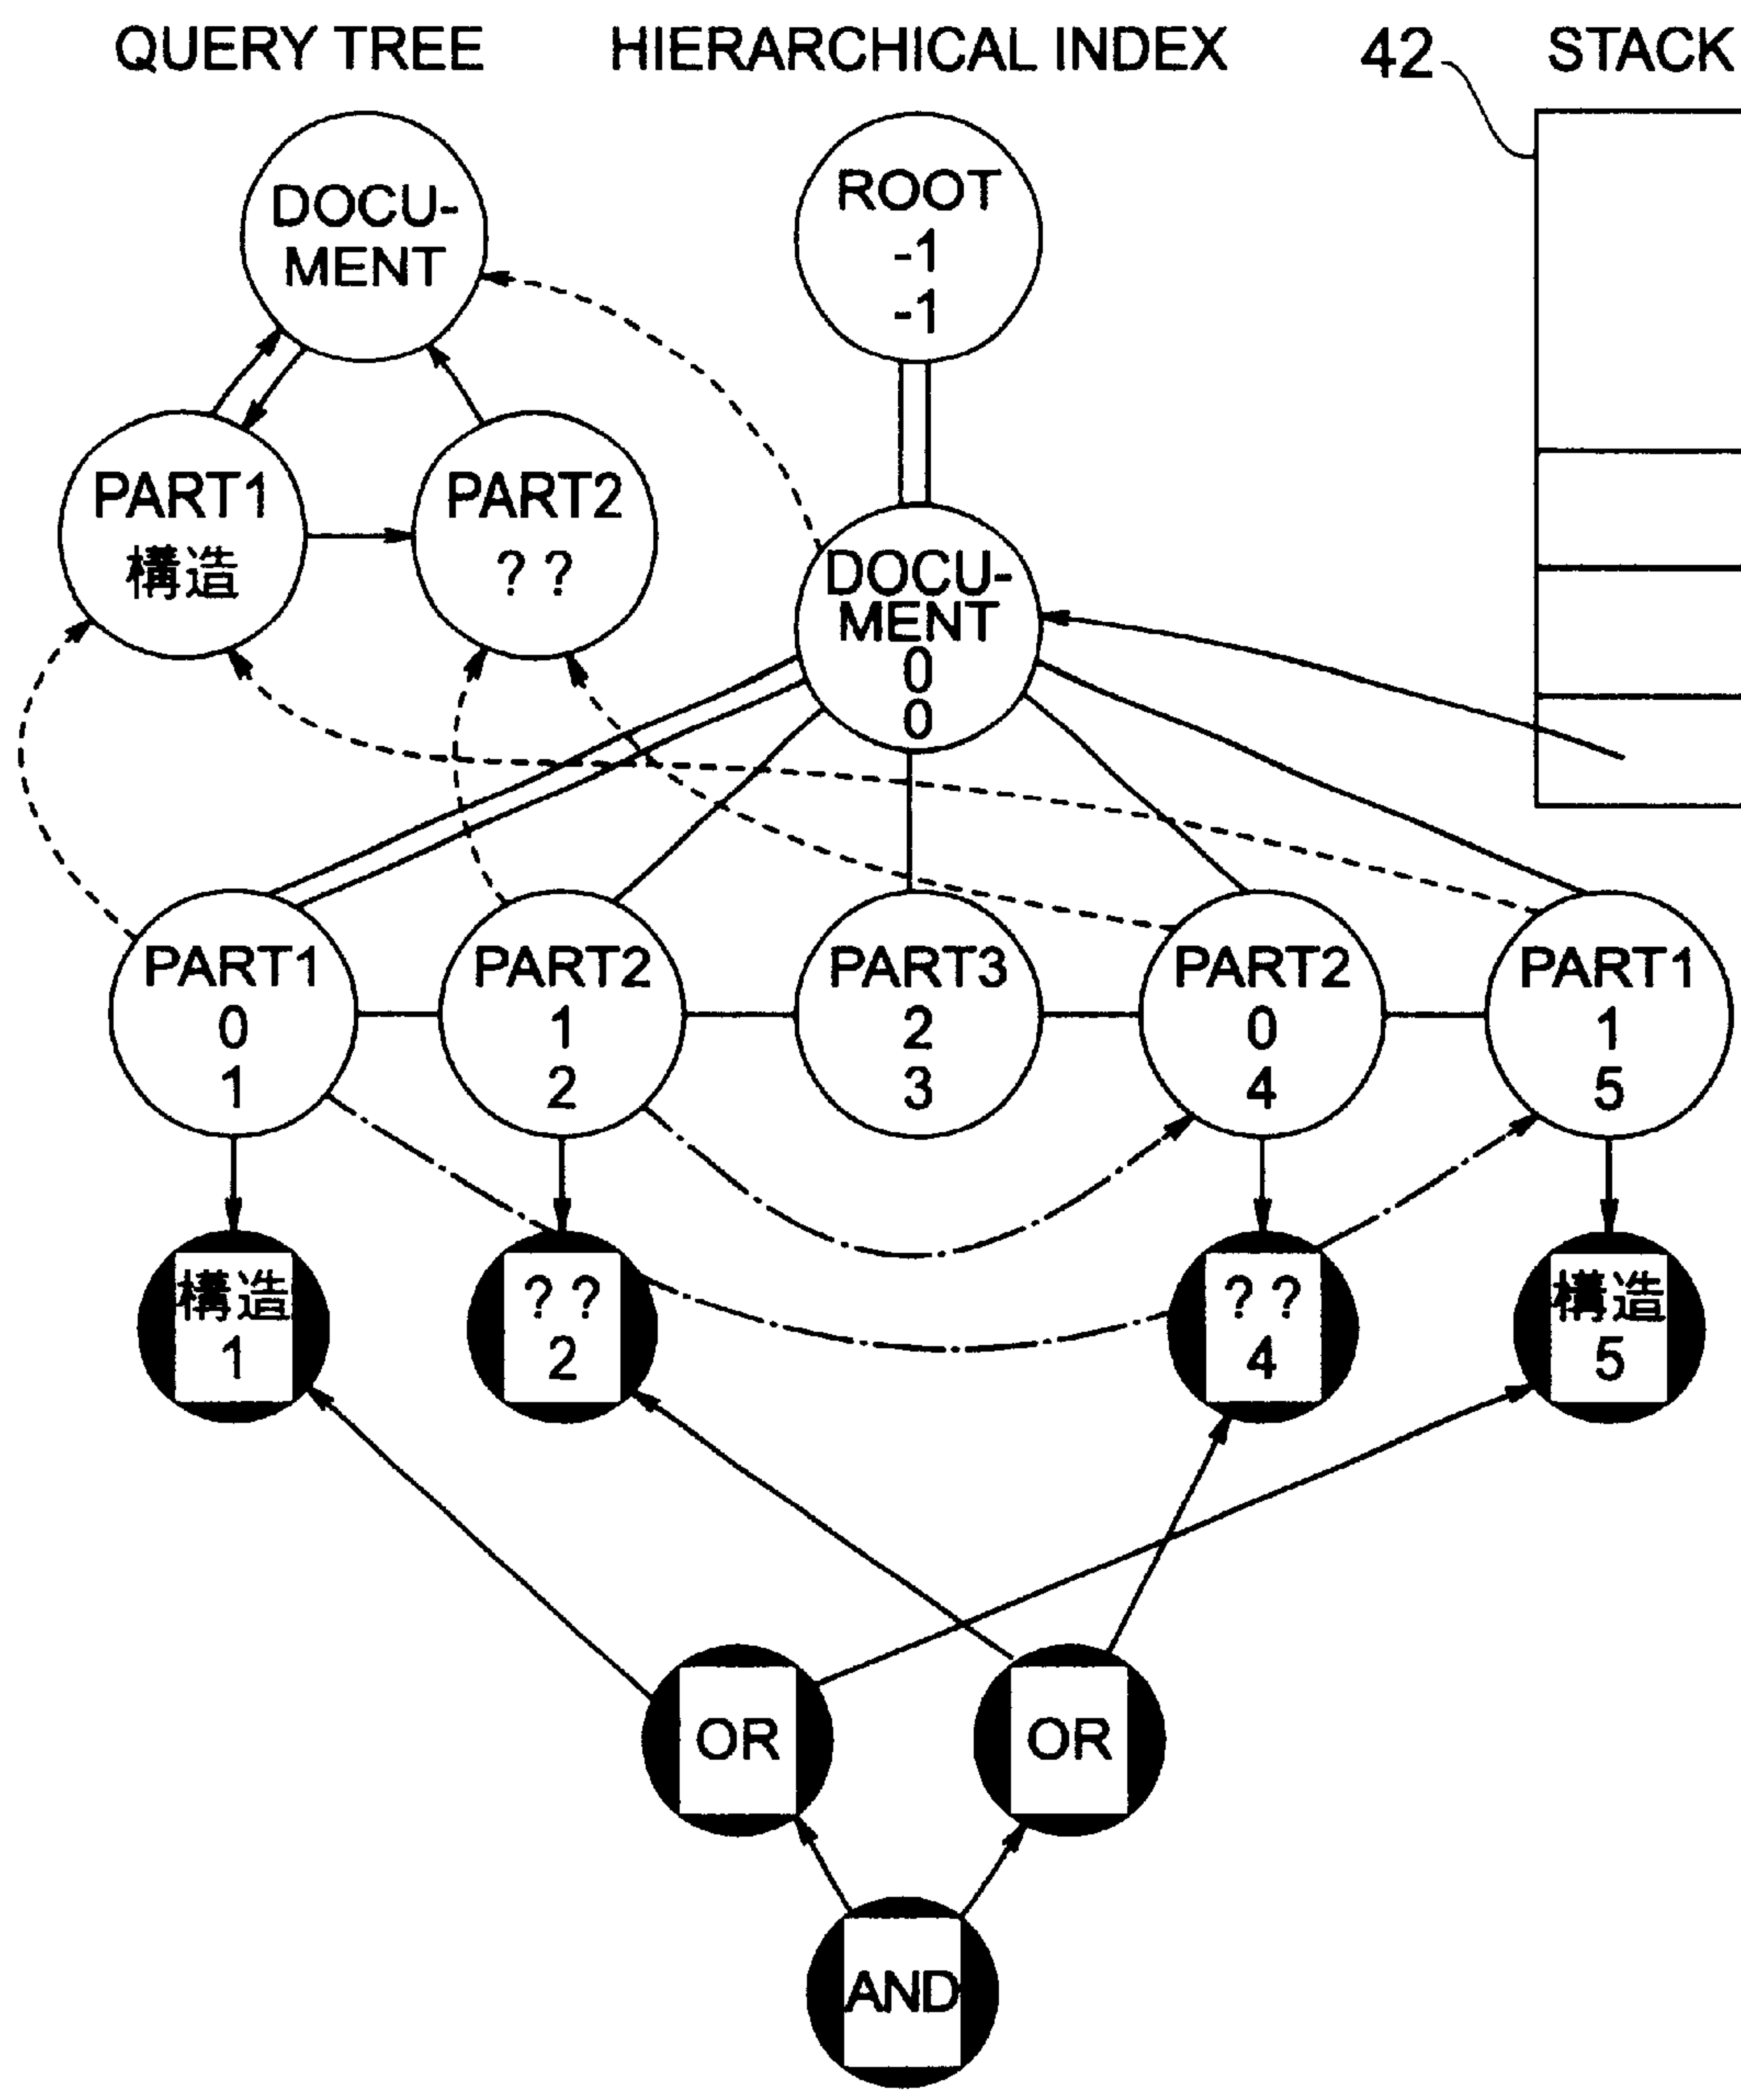 QUERY TREE
HIERARCHICAL INDEX
42
STACK
DOCU-
MENT
ROOT
-1
-1
PART1
構造
PART2
? ?
DOCU-
MENT
0
0
PART1
0
1
PART2
1
2
PART3
2
3
PART2
0
4
PART1
1
5
構造
1
? ?
2
? ?
4
構造
5
OR
OR
AND